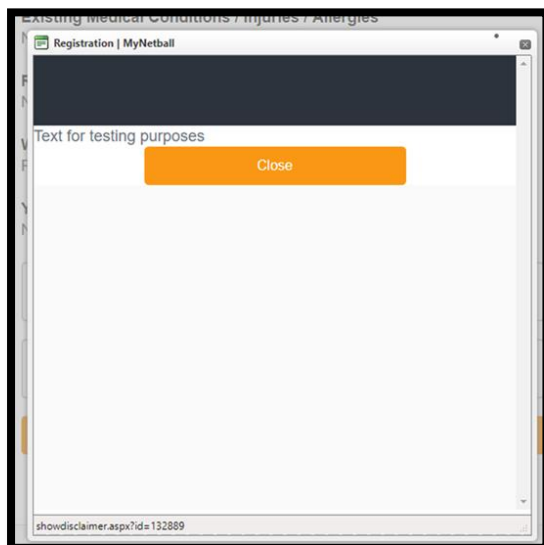 Existing Medical Conditions / Injuries / Allergies
Registration | MyNetball
Text for testing purposes
Close
showdisclaimer.aspx?id=132889